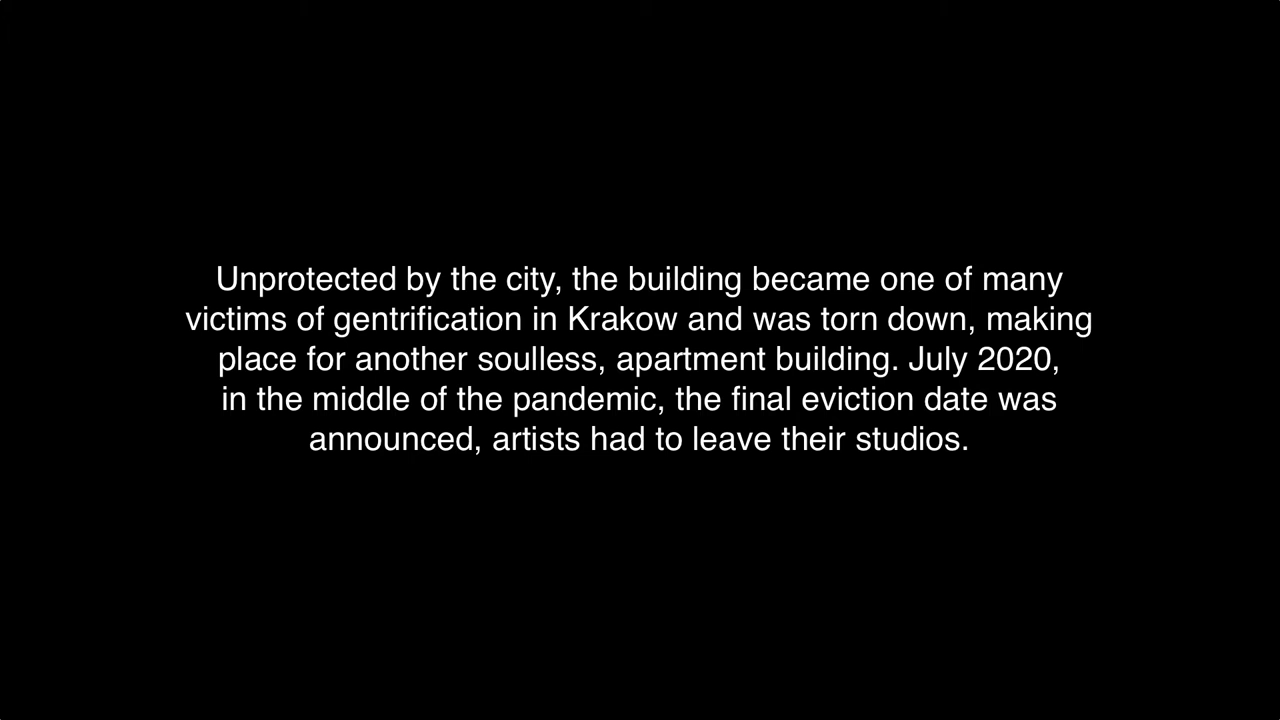 Unprotected by the city, the building became one of many
victims of gentrification in Krakow and was torn down, making
place for another soulless, apartment building. July 2020,
in the middle of the pandemic, the final eviction date was
announced, artists had to leave their studios.